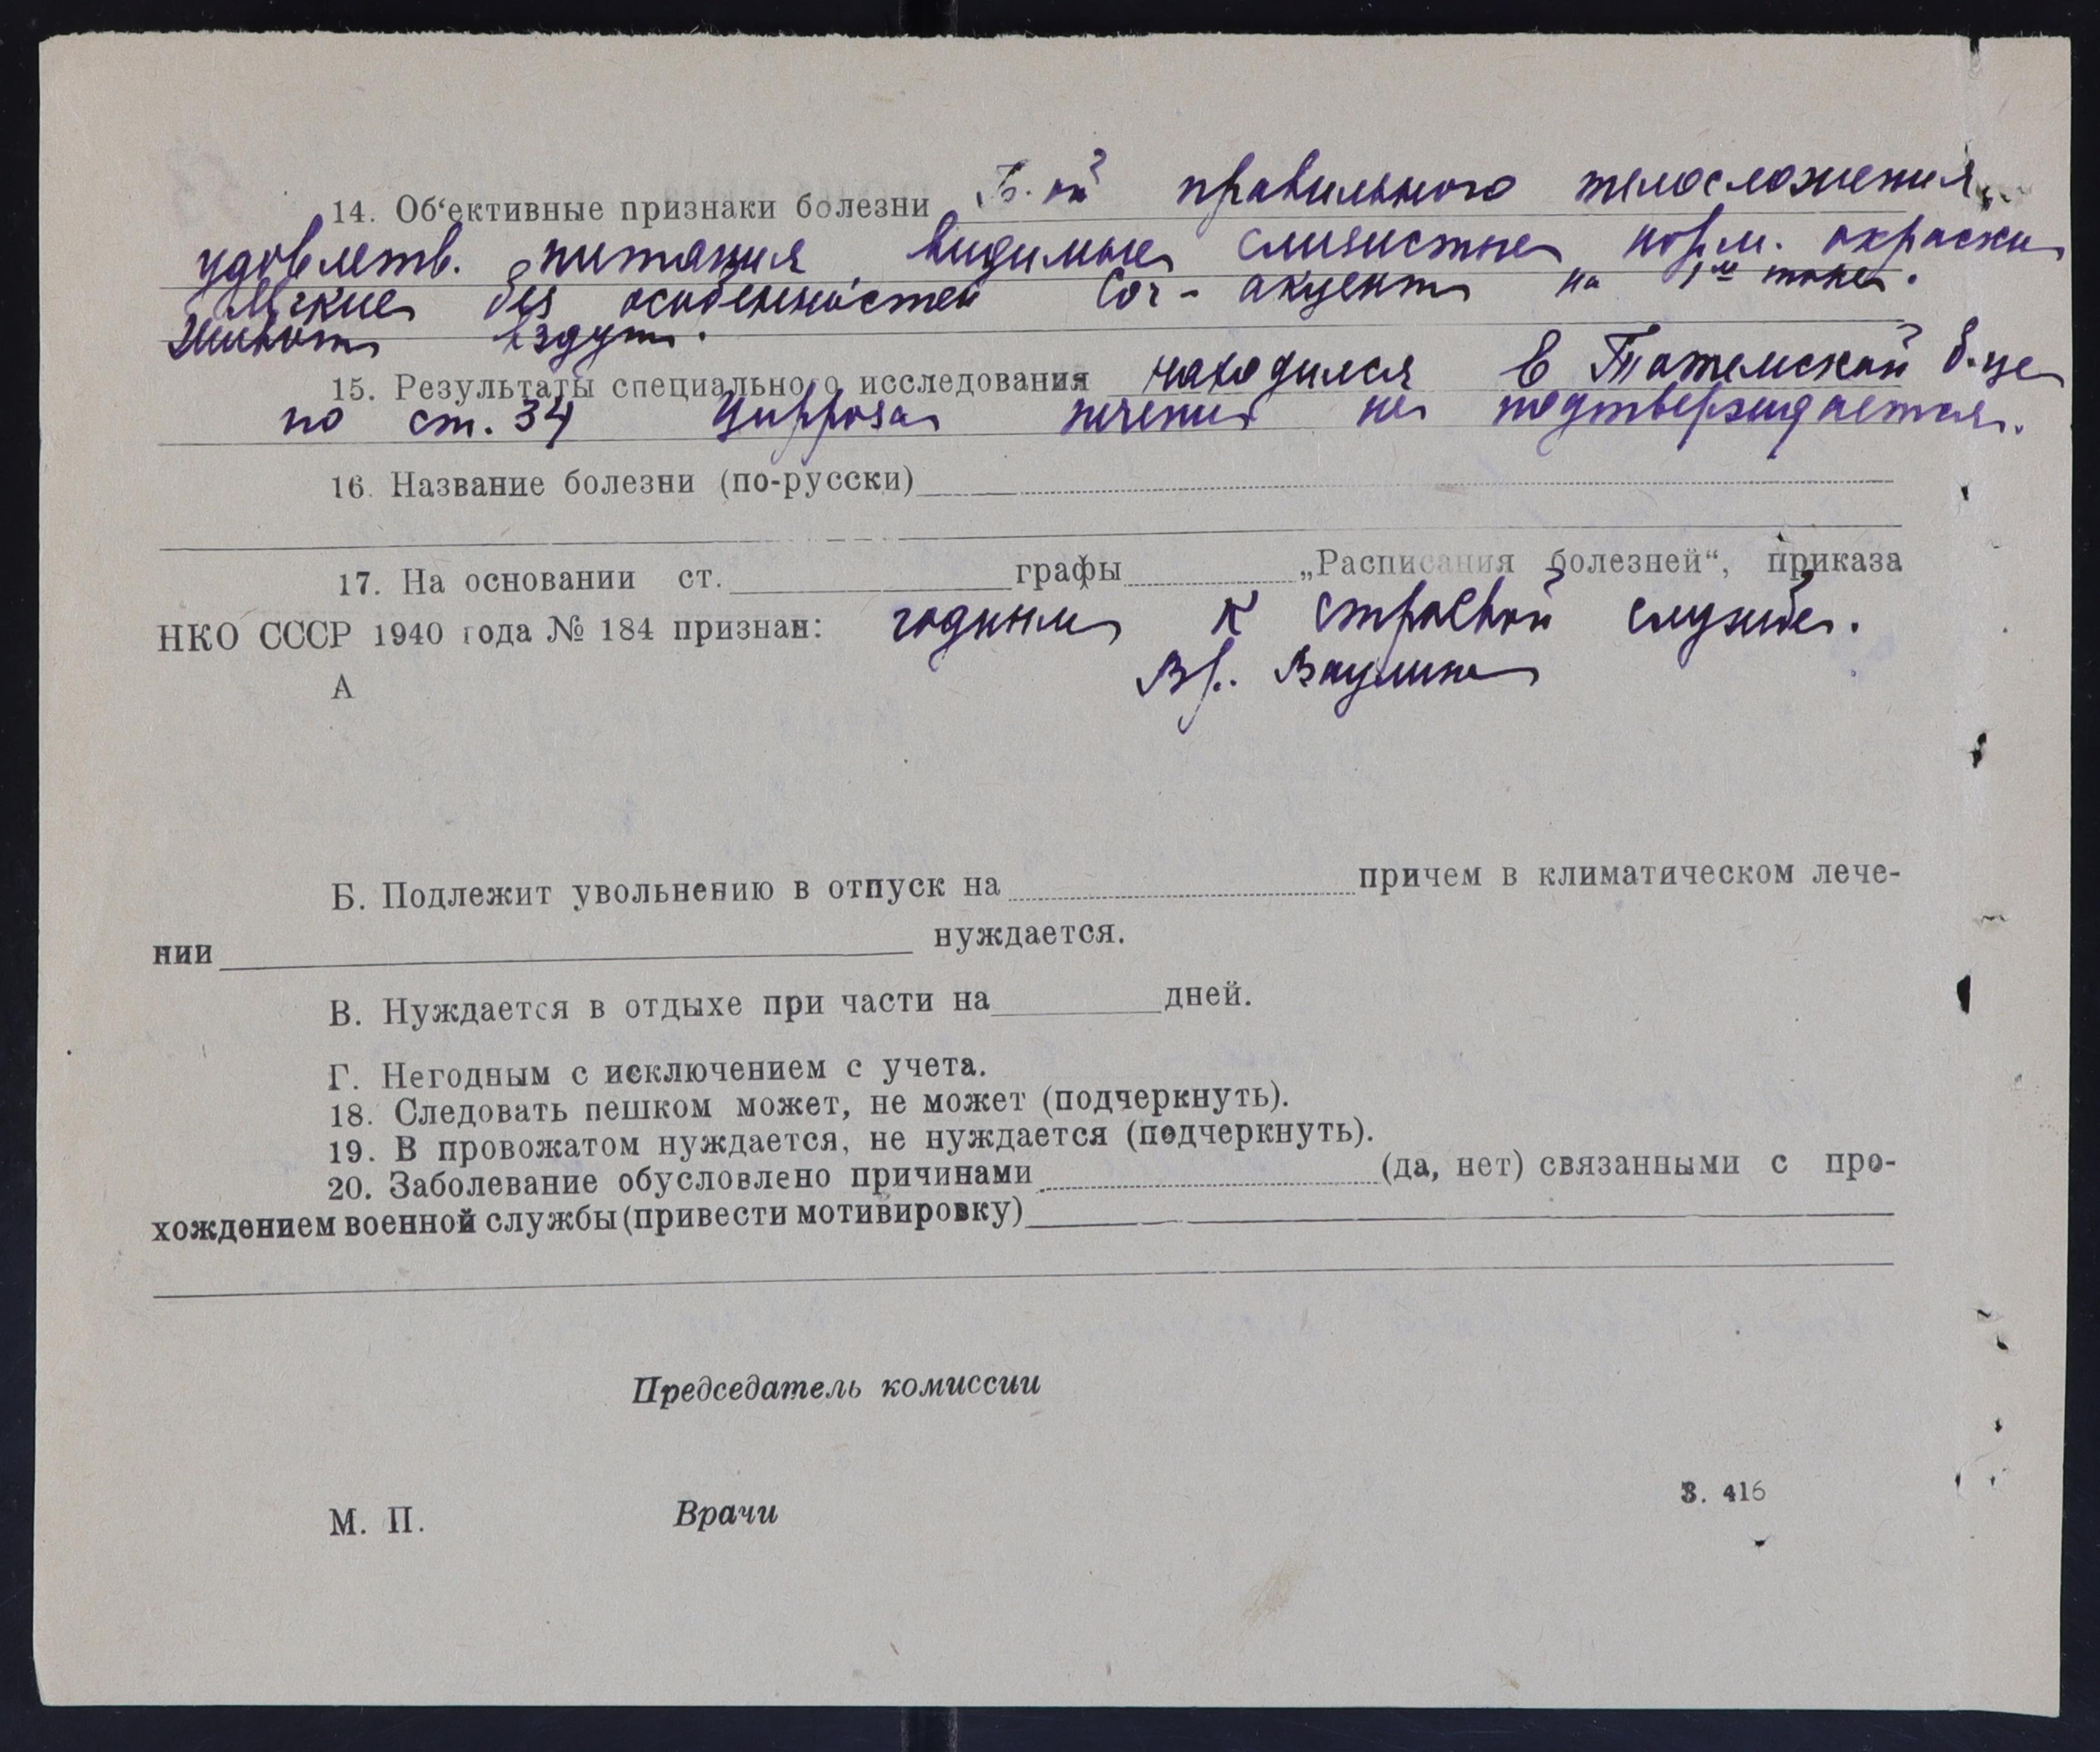 14. Об‘ективные признаки болезни Б-ой правильного телосложения,
удовлетв. питания, видимые слизистые норм. окраски
Легкие без особенностей Cor - акцент на 1м тоне.
Живот вздут.
15. Результаты специального исследования находился в Тотемской б-це
по ст. 34 Цирроза печени не подтверждается.
16. Название болезни (по-русски)
17. На основании ст. графы „Расписания болезней“, приказа
НКО СССР 1940 года № 184 признан: годным к строевой службе.
А Вр. Ваулина
Б. Подлежит увольнению в отпуск на причем в климатическом лече-
нии нуждается.
В. Нуждается в отдыхе при части на дней.
Г. Негодным с исключением с учета.
18. Следовать пешком может, не может (подчеркнуть).
19. В провожатом нуждается, не нуждается (подчеркнуть).
20. Заболевание обусловлено причинами (да, нет) связанными с про-
хождением военной службы (привести мотивировку)
Председатель комиссии
М. П. Врачи
З. 416